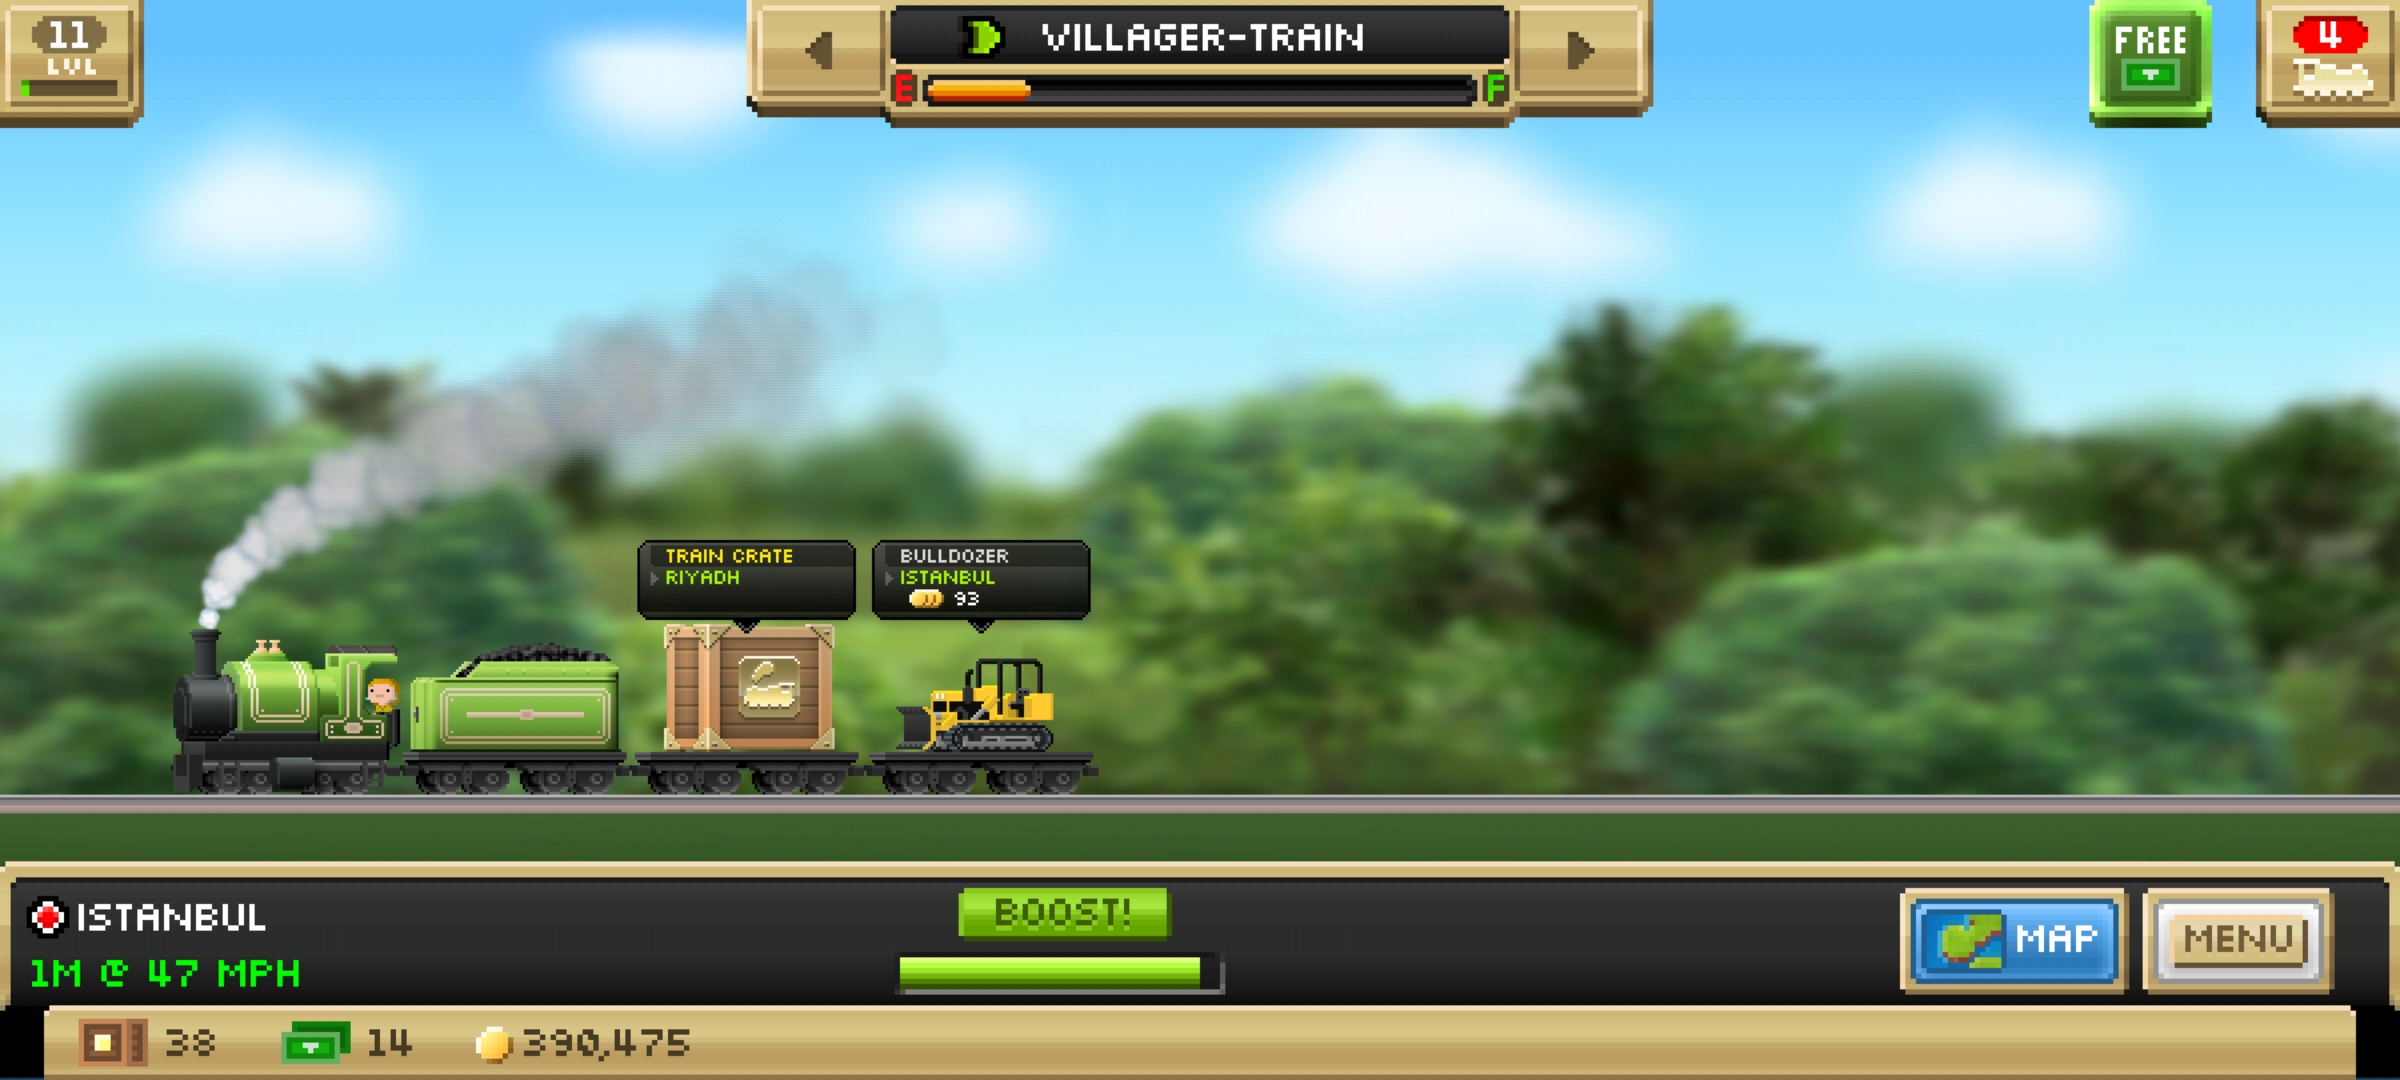 11
LVL
VILLAGER-TRAIN
E F
FREE
4
TRAIN CRATE
RIYADH
BULLDOZER
ISTANBUL
93
ISTANBUL
1M @ 47 MPH
BOOST!
MAP
MENU
38
14
390,475